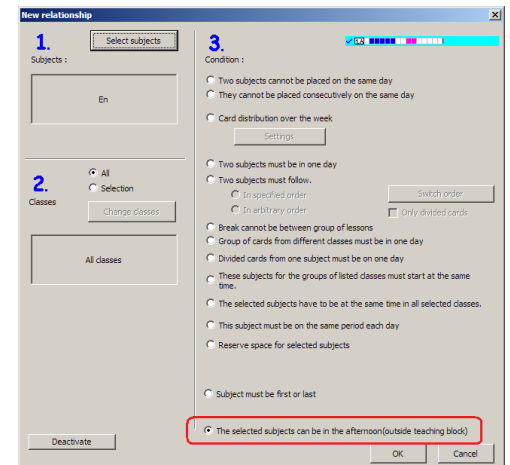 New relationship
1.
Select subjects
Subjects :
En
2.
All
Selection
Classes
Change classes
All classes
Deactivate
3.
Condition :
Two subjects cannot be placed on the same day
They cannot be placed consecutively on the same day
Card distribution over the week
Settings
Two subjects must be in one day
Two subjects must follow.
In specified order
Switch order
In arbitrary order
Only divided cards
Break cannot be between group of lessons
Group of cards from different classes must be in one day
Divided cards from one subject must be on one day
These subjects for the groups of listed classes must start at the same
time.
The selected subjects have to be at the same time in all selected classes.
This subject must be on the same period each day
Reserve space for selected subjects
Subject must be first or last
The selected subjects can be in the afternoon(outside teaching block)
OK
Cancel